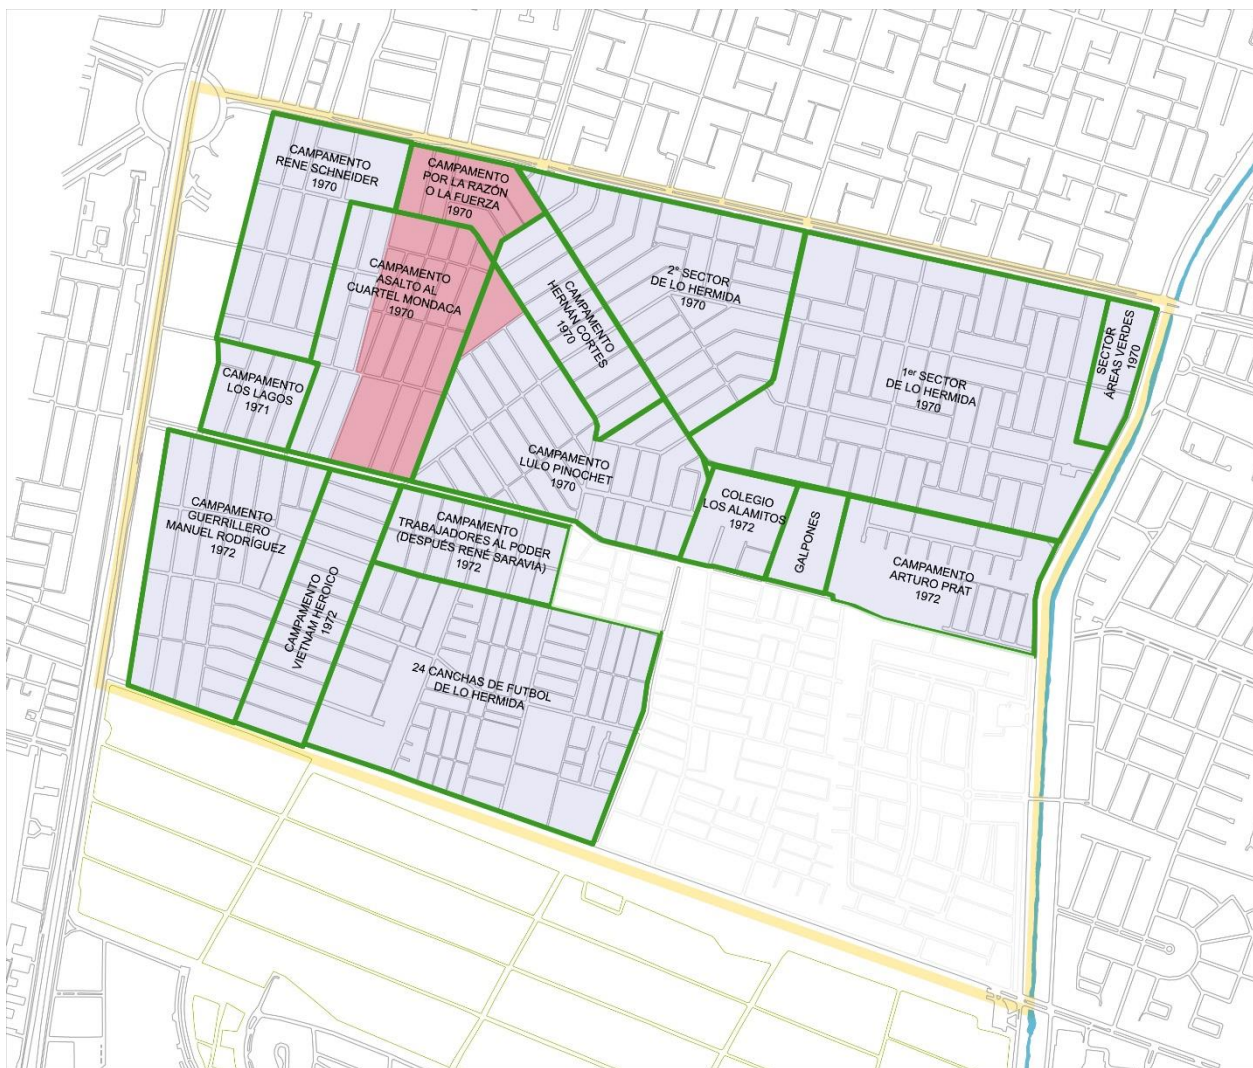 CAMPAMENTO
RENE SCHNEIDER
1970
CAMPAMENTO
POR LA RAZÓN
O LA FUERZA
1970
CAMPAMENTO
ASALTO AL
CUARTEL MONDACA
1970
CAMPAMENTO
HERNÁN CORTES
1970
2° SECTOR
DE LO HERMIDA
1970
1er SECTOR
DE LO HERMIDA
1970
SECTOR
ÁREAS VERDES
1970
CAMPAMENTO
LOS LAGOS
1971
CAMPAMENTO
LULO PINOCHET
1970
COLEGIO
LOS ALAMITOS
1972
GALPONES
CAMPAMENTO
ARTURO PRAT
1972
CAMPAMENTO
GUERRILLERO
MANUEL RODRÍGUEZ
1972
CAMPAMENTO
VIETNAM HEROICO
1972
CAMPAMENTO
TRABAJADORES AL PODER
(DESPUÉS RENÉ SARAVIA)
1972
24 CANCHAS DE FUTBOL
DE LO HERMIDA